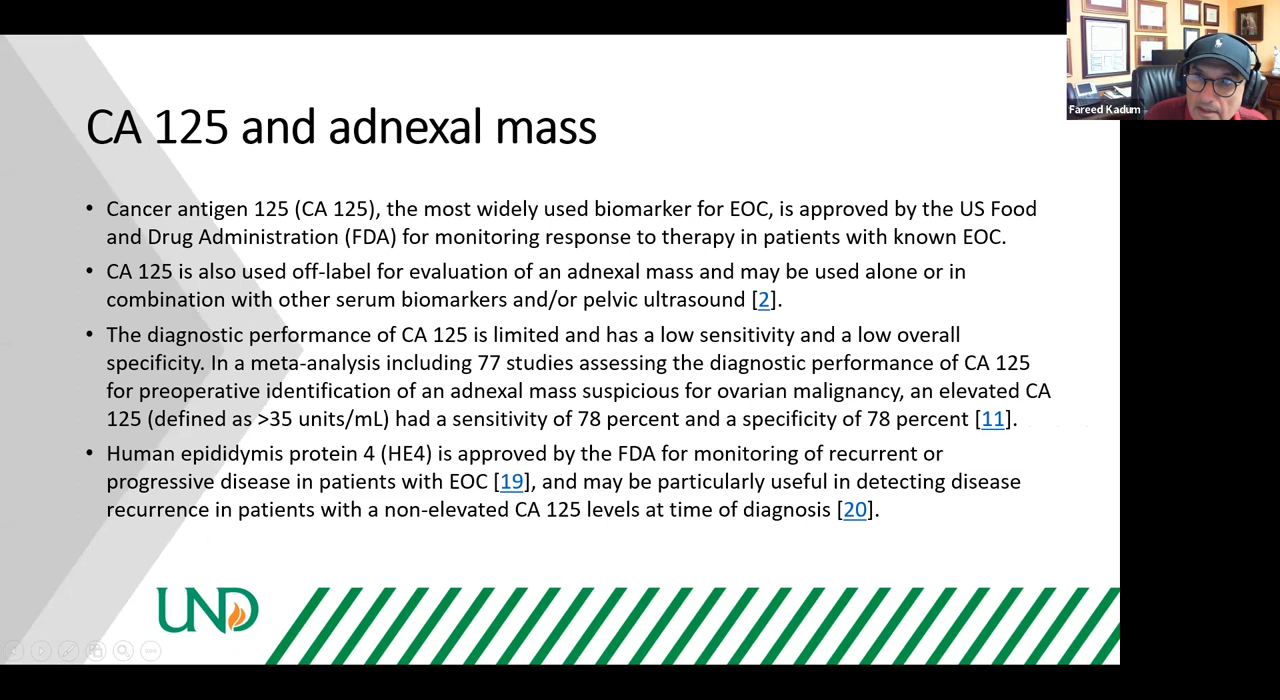 Fareed Kadum
CA 125 and adnexal mass
• Cancer antigen 125 (CA 125), the most widely used biomarker for EOC, is approved by the US Food
and Drug Administration (FDA) for monitoring response to therapy in patients with known EOC.
• CA 125 is also used off-label for evaluation of an adnexal mass and may be used alone or in
combination with other serum biomarkers and/or pelvic ultrasound [2].
• The diagnostic performance of CA 125 is limited and has a low sensitivity and a low overall
specificity. In a meta-analysis including 77 studies assessing the diagnostic performance of CA 125
for preoperative identification of an adnexal mass suspicious for ovarian malignancy, an elevated CA
125 (defined as >35 units/mL) had a sensitivity of 78 percent and a specificity of 78 percent [11].
• Human epididymis protein 4 (HE4) is approved by the FDA for monitoring of recurrent or
progressive disease in patients with EOC [19], and may be particularly useful in detecting disease
recurrence in patients with a non-elevated CA 125 levels at time of diagnosis [20].
UND